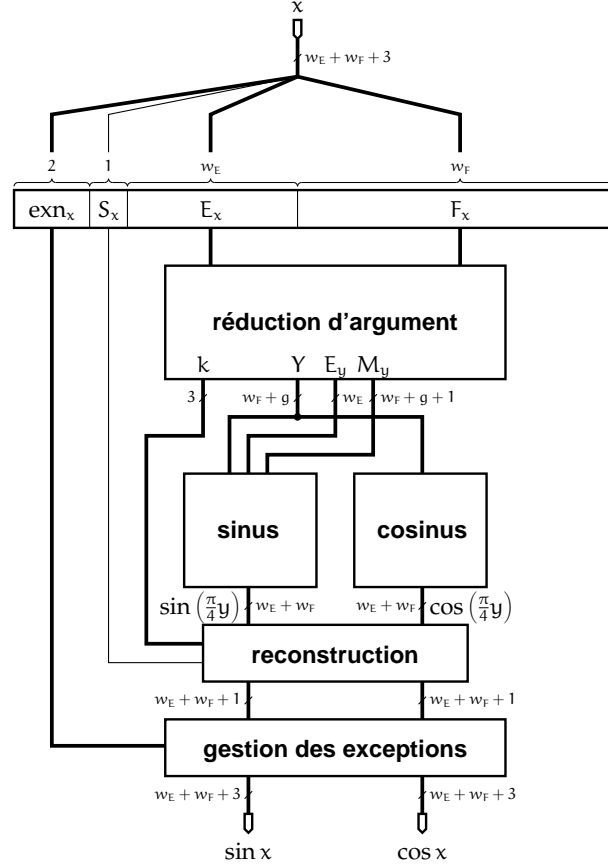 x
w_E + w_F + 3
2 1 w_E w_F
exn_x S_x E_x F_x
réduction d'argument
k Y E_y M_y
3 w_F + g w_E w_F + g + 1
sinus cosinus
sin (π/4 y) w_E + w_F w_E + w_F cos (π/4 y)
reconstruction
w_E + w_F + 1 w_E + w_F + 1
gestion des exceptions
w_E + w_F + 3 w_E + w_F + 3
sin x cos x